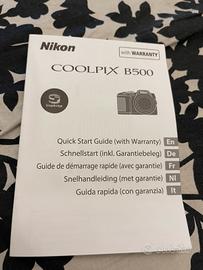 Nikon
with WARRANTY
COOLPIX B500
Quick Start Guide (with Warranty) En
Schnellstart (inkl. Garantiebeleg) De
Guide de démarrage rapide (avec garantie) Fr
Snelhandleiding (met garantie) Nl
Guida rapida (con garanzia) It